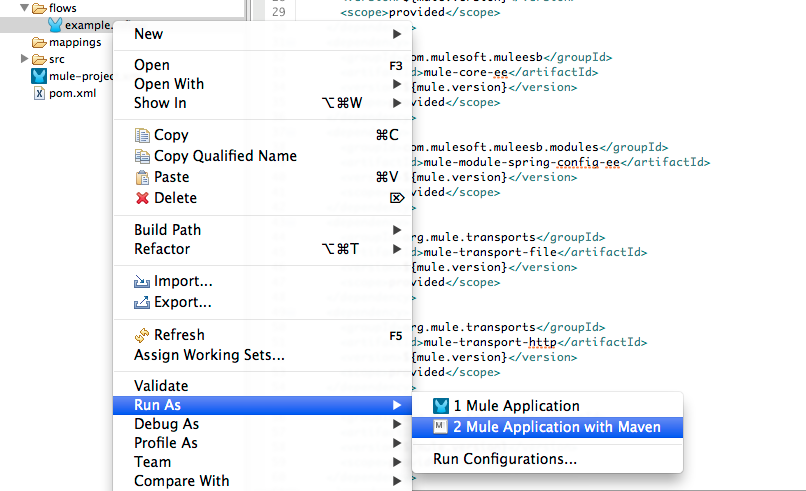 flows
example.
mappings
src
mule-projec
pom.xml
New
Open F3
Open With
Show In ⌥⌘W
Copy ⌘C
Copy Qualified Name
Paste ⌘V
Delete ⌦
Build Path
Refactor ⌥⌘T
Import...
Export...
Refresh F5
Assign Working Sets...
Validate
Run As
Debug As
Profile As
Team
Compare With
1 Mule Application
2 Mule Application with Maven
Run Configurations...
29 <scope>provided</scope>
>
om.mulesoft.muleesb</groupId>
d>mule-core-ee</artifactId>
{mule.version}</version>
vided</scope>
>
om.mulesoft.muleesb.modules</groupId>
d>mule-module-spring-config-ee</artifactId>
{mule.version}</version>
vided</scope>
>
rg.mule.transports</groupId>
d>mule-transport-file</artifactId>
{mule.version}</version>
vided</scope>
>
rg.mule.transports</groupId>
d>mule-transport-http</artifactId>
{mule.version}</version>
vided</scope>
>